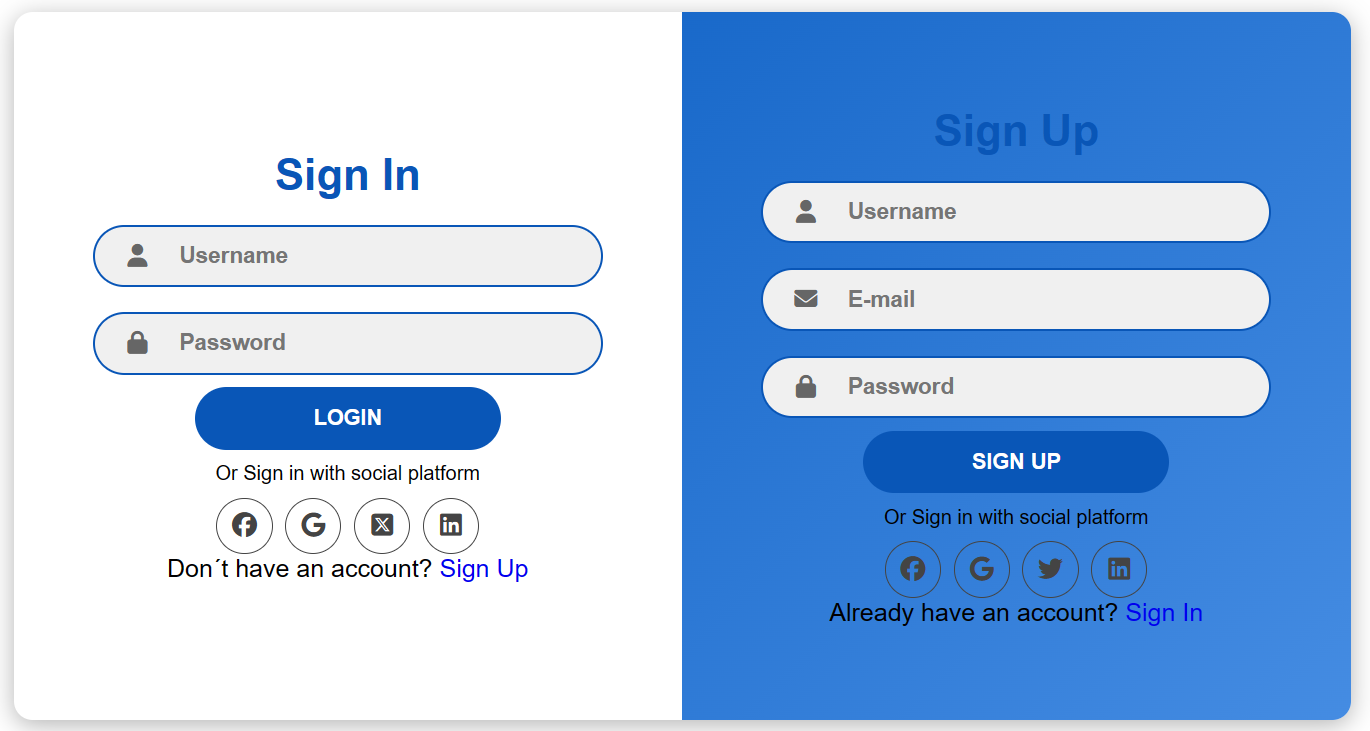 Sign In
Username
Password
LOGIN
Or Sign in with social platform
Don´t have an account? Sign Up
Sign Up
Username
E-mail
Password
SIGN UP
Or Sign in with social platform
Already have an account? Sign In